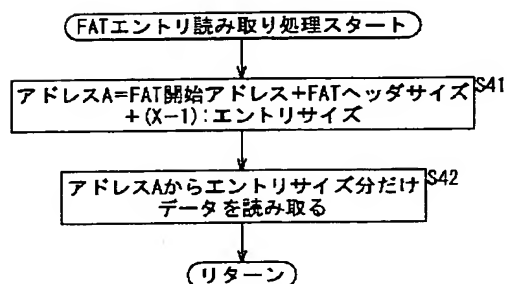 FATエントリ読み取り処理スタート
アドレスA=FAT開始アドレス+FATヘッダサイズ
+(X-1):エントリサイズ
S41
アドレスAからエントリサイズ分だけ
データを読み取る
S42
リターン